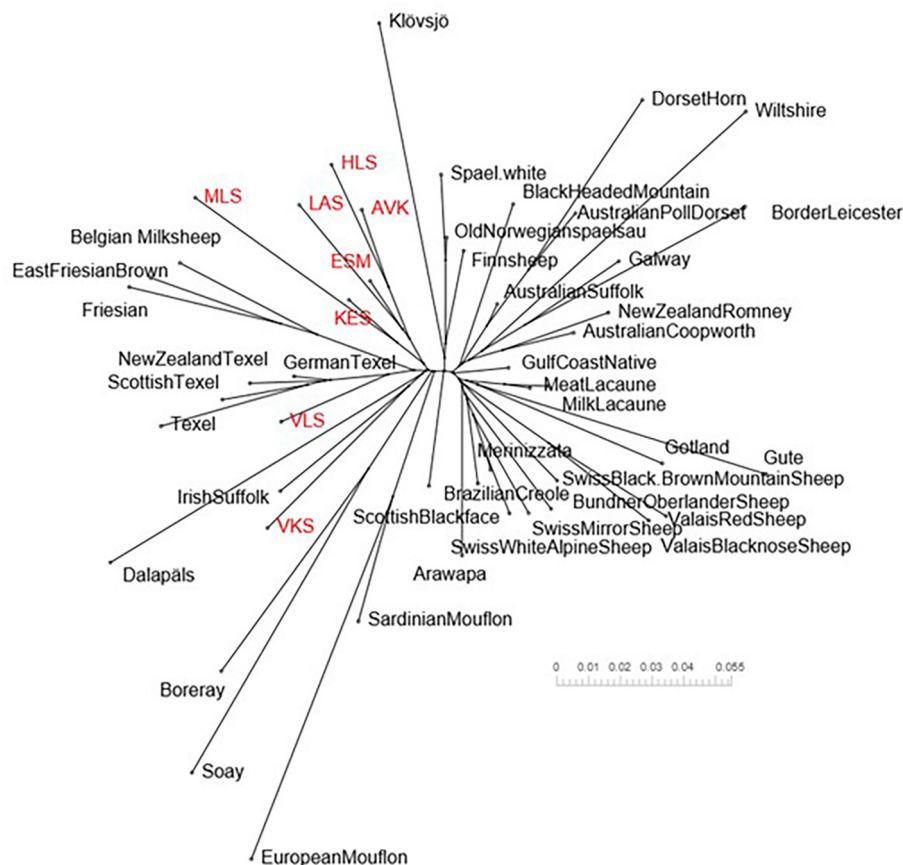 Klövsjö
DorsetHorn
Wiltshire
HLS
Spael.white
MLS
LAS
AVK
BlackHeadedMountain
AustralianPollDorset
BorderLeicester
Belgian Milksheep
OldNorwegianspaelsau
EastFriesianBrown
ESM
Finnsheep
Galway
Friesian
KES
AustralianSuffolk
NewZealandRomney
AustralianCoopworth
NewZealandTexel
GermanTexel
GulfCoastNative
ScottishTexel
MeatLacaune
MilkLacaune
Texel
VLS
Gotland
Merinizzata
Gute
SwissBlack.BrownMountainSheep
IrishSuffolk
BrazilianCreole
BundnerOberlanderSheep
VKS
ScottishBlackface
ValaisRedSheep
SwissMirrorSheep
SwissWhiteAlpineSheep
ValaisBlacknoseSheep
Dalapäls
Arawapa
SardinianMouflon
0 0.01 0.02 0.03 0.04 0.055
Boreray
Soay
EuropeanMouflon